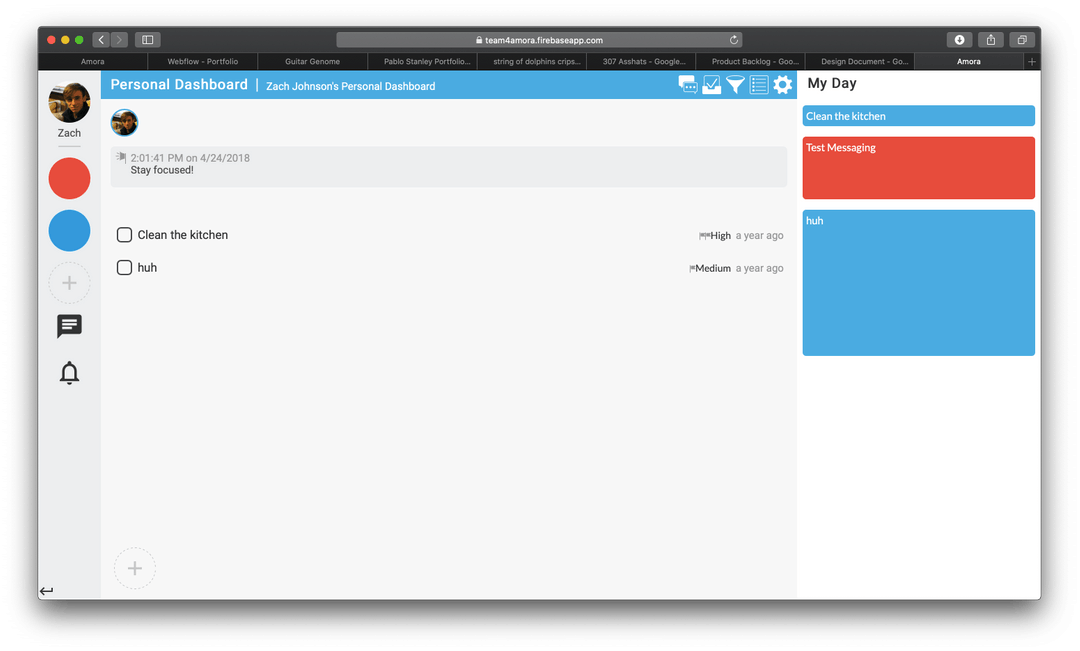 team4amora.firebaseapp.com
Amora
Webflow - Portfolio
Guitar Genome
Pablo Stanley Portfolio...
string of dolphins crips...
307 Asshats - Google...
Product Backlog - Goo...
Design Document - Go...
Amora
Zach
Personal Dashboard | Zach Johnson's Personal Dashboard
2:01:41 PM on 4/24/2018
Stay focused!
Clean the kitchen
High a year ago
huh
Medium a year ago
My Day
Clean the kitchen
Test Messaging
huh